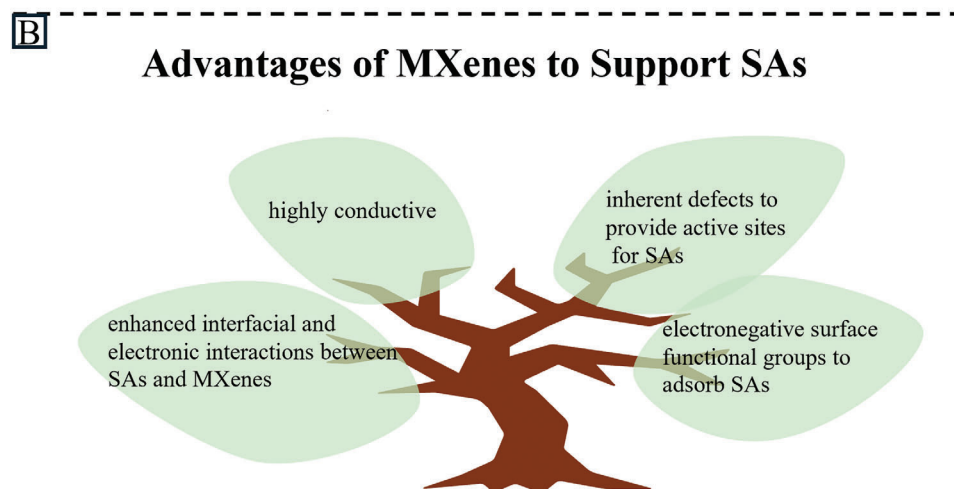 B
Advantages of MXenes to Support SAs
highly conductive
inherent defects to
provide active sites
for SAs
enhanced interfacial and
electronic interactions between
SAs and MXenes
electronegative surface
functional groups to
adsorb SAs